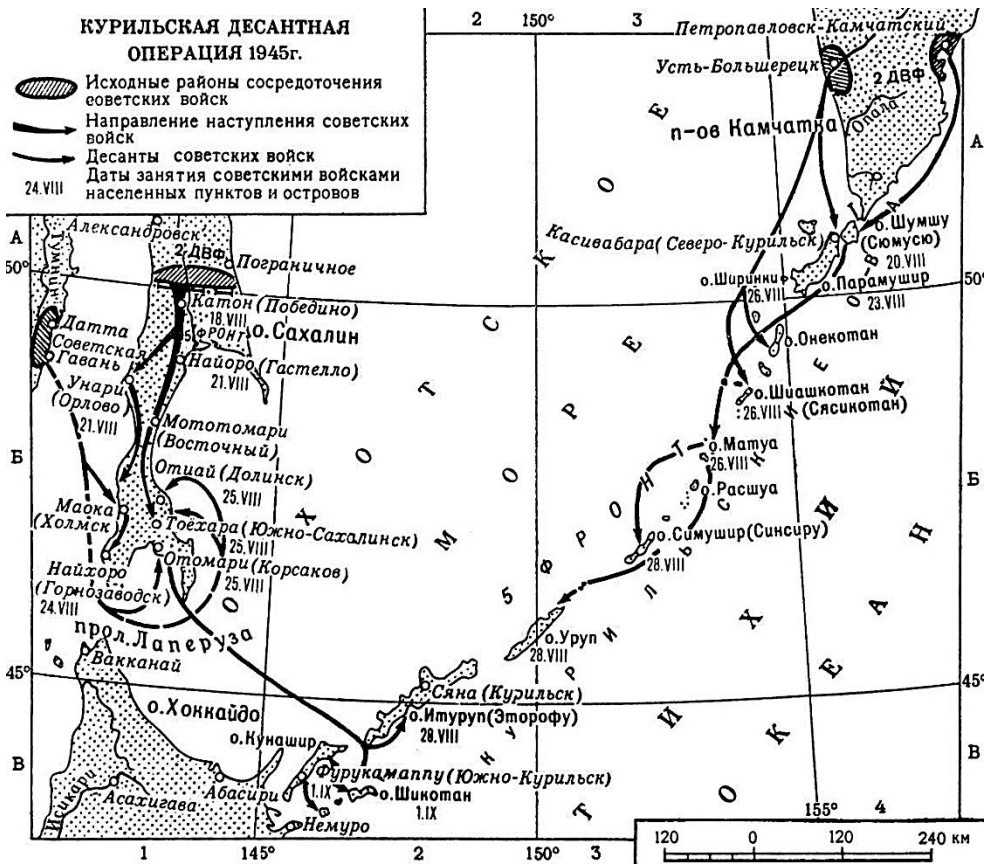 КУРИЛЬСКАЯ ДЕСАНТНАЯ
ОПЕРАЦИЯ 1945г.
Исходные районы сосредоточения
советских войск
Направление наступления советских
войск
Десанты советских войск
24.VIII
Даты занятия советскими войсками
населенных пунктов и островов
2
150°
3
Петропавловск-Камчатский
Усть-Большерецк
2 ДВФ
Опала
п-ов Камчатка
А
А
Тумнин
Александровск
2 ДВФ
Пограничное
50°
Катон (Победино)
18.VIII
о.Сахалин
ФРОНТ
Датта
Советская
Гавань
Найоро (Гастелло)
21.VIII
Унари
(Орлово)
21.VIII
Мототомари
(Восточный)
Б
Отиай (Долинск)
25.VIII
Маока
(Холмск)
Тоёхара (Южно-Сахалинск)
25.VIII
Отомари (Корсаков)
25.VIII
Найхоро
(Горнозаводск)
24.VIII
прол. Лаперуза
Вакканай
45°
о.Хоккайдо
В
Исикари
Асахигава
Абасири
Немуро
о.Кунашир
Касивабара (Северо-Курильск)
о.Шумшу
(Сюмусю)
20.VIII
о.Ширинки
26.VIII
о.Парамушир
23.VIII
50°
о.Онекотан
о.Шиашкотан
26.VIII (Сясикотан)
о.Матуа
26.VIII
о.Расшуа
Б
о.Симушир (Синсиру)
28.VIII
о.Уруп
28.VIII
45°
Сяна (Курильск)
о.Итуруп (Эторофу)
28.VIII
Фурукамаппу (Южно-Курильск)
1.IX
о.Шикотан
1.IX
В
ОХОТСКОЕ
МОРЕ
5 ФРОНТ
КУРИЛЬСКИЕ
ОВА
ТИХИЙ
ОКЕАН
155°
4
120 0 120 240 км
1
145°
2
150°
3